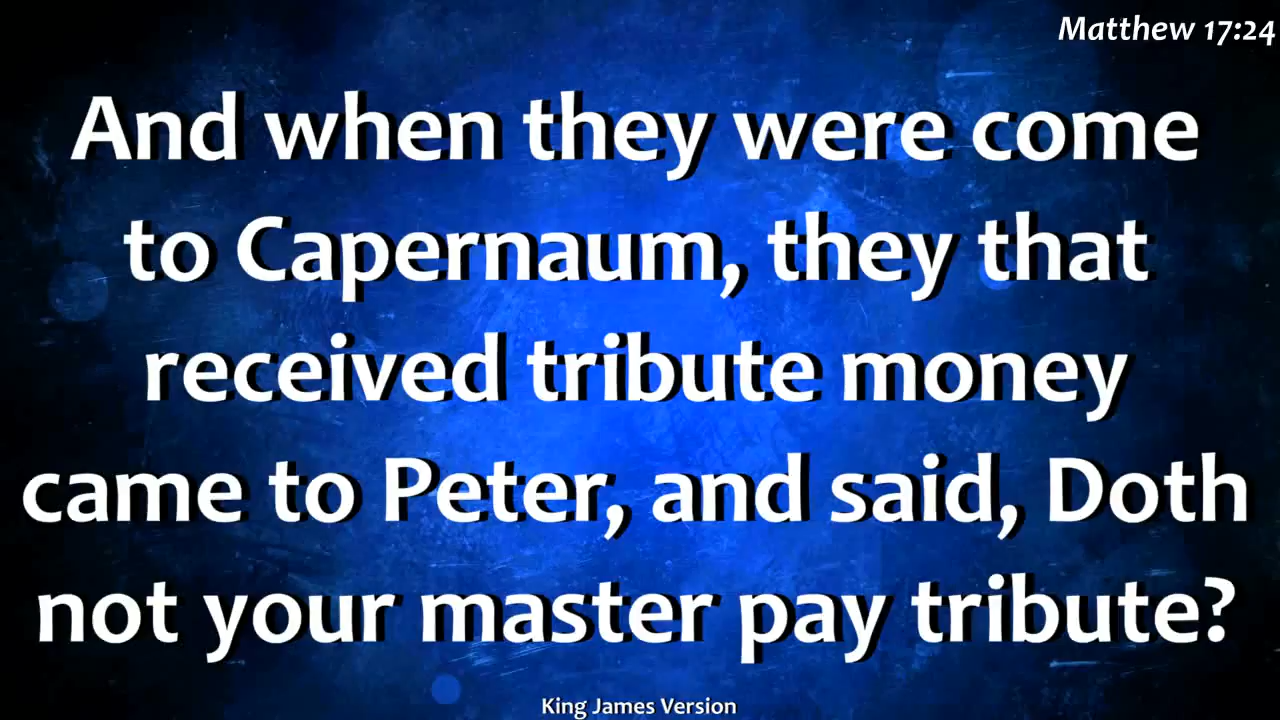 Matthew 17:24
And when they were come
to Capernaum, they that
received tribute money
came to Peter, and said, Doth
not your master pay tribute?
King James Version